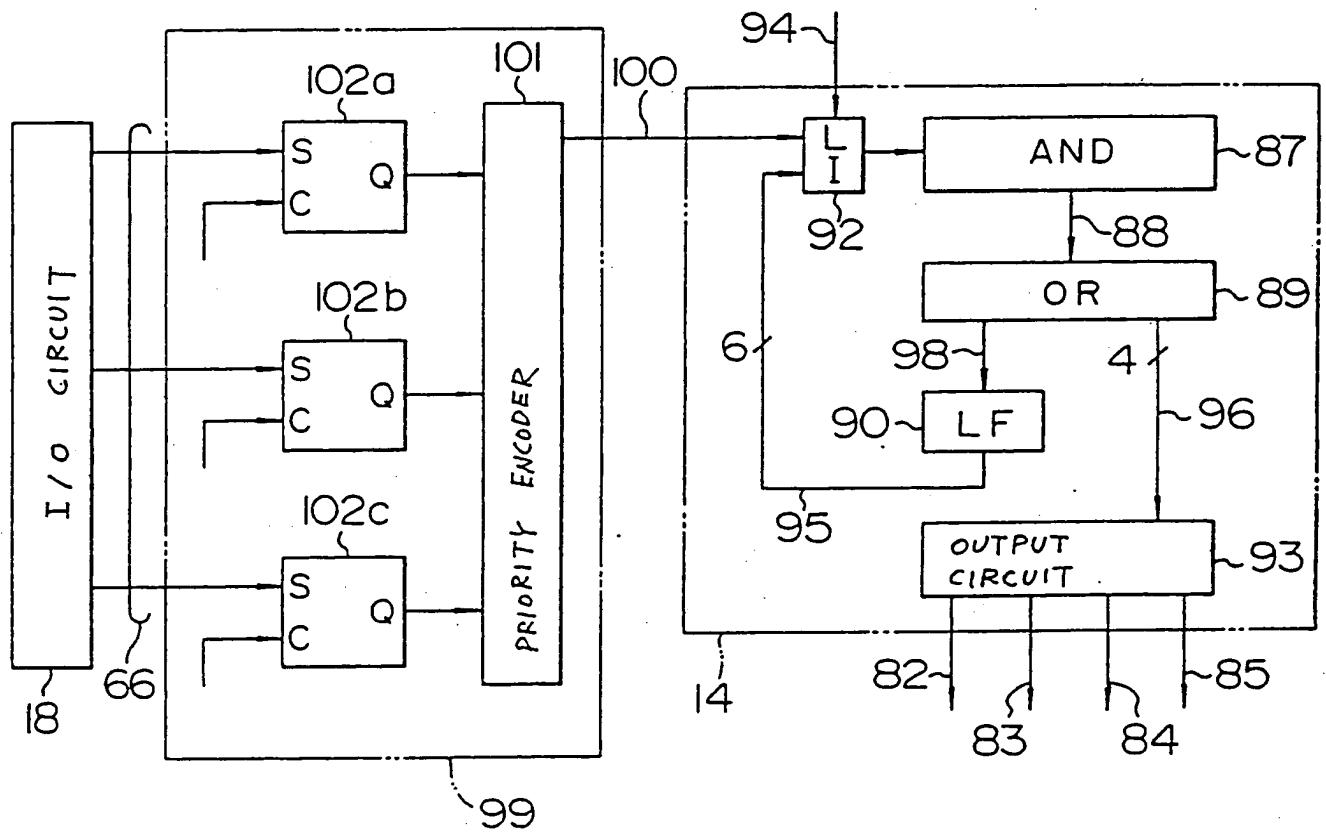 94
101
100
102a
S
Q
C
L
I
92
AND
87
88
I/O CIRCUIT
102b
S
Q
C
PRIORITY ENCODER
OR
89
6
98
4
90
LF
96
95
102c
S
Q
C
OUTPUT
CIRCUIT
93
18
66
14
82
83
84
85
99